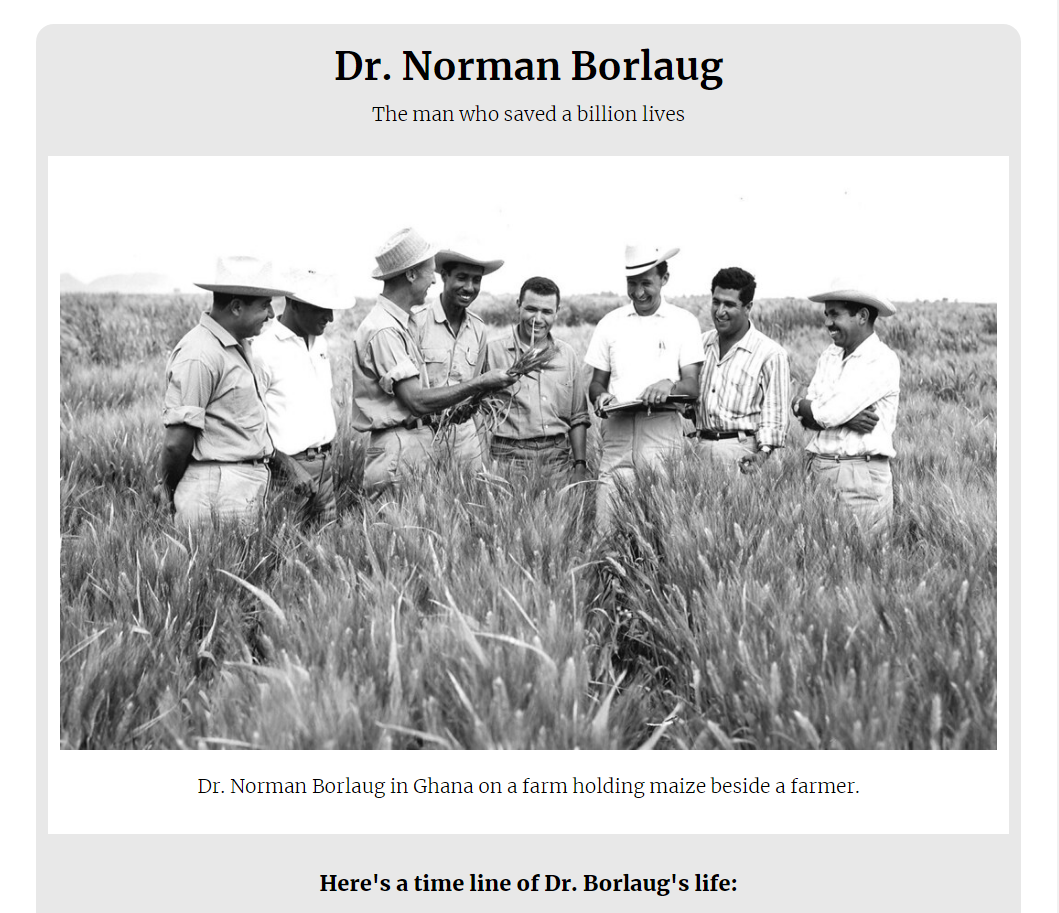 Dr. Norman Borlaug
The man who saved a billion lives
Dr. Norman Borlaug in Ghana on a farm holding maize beside a farmer.
Here's a time line of Dr. Borlaug's life: